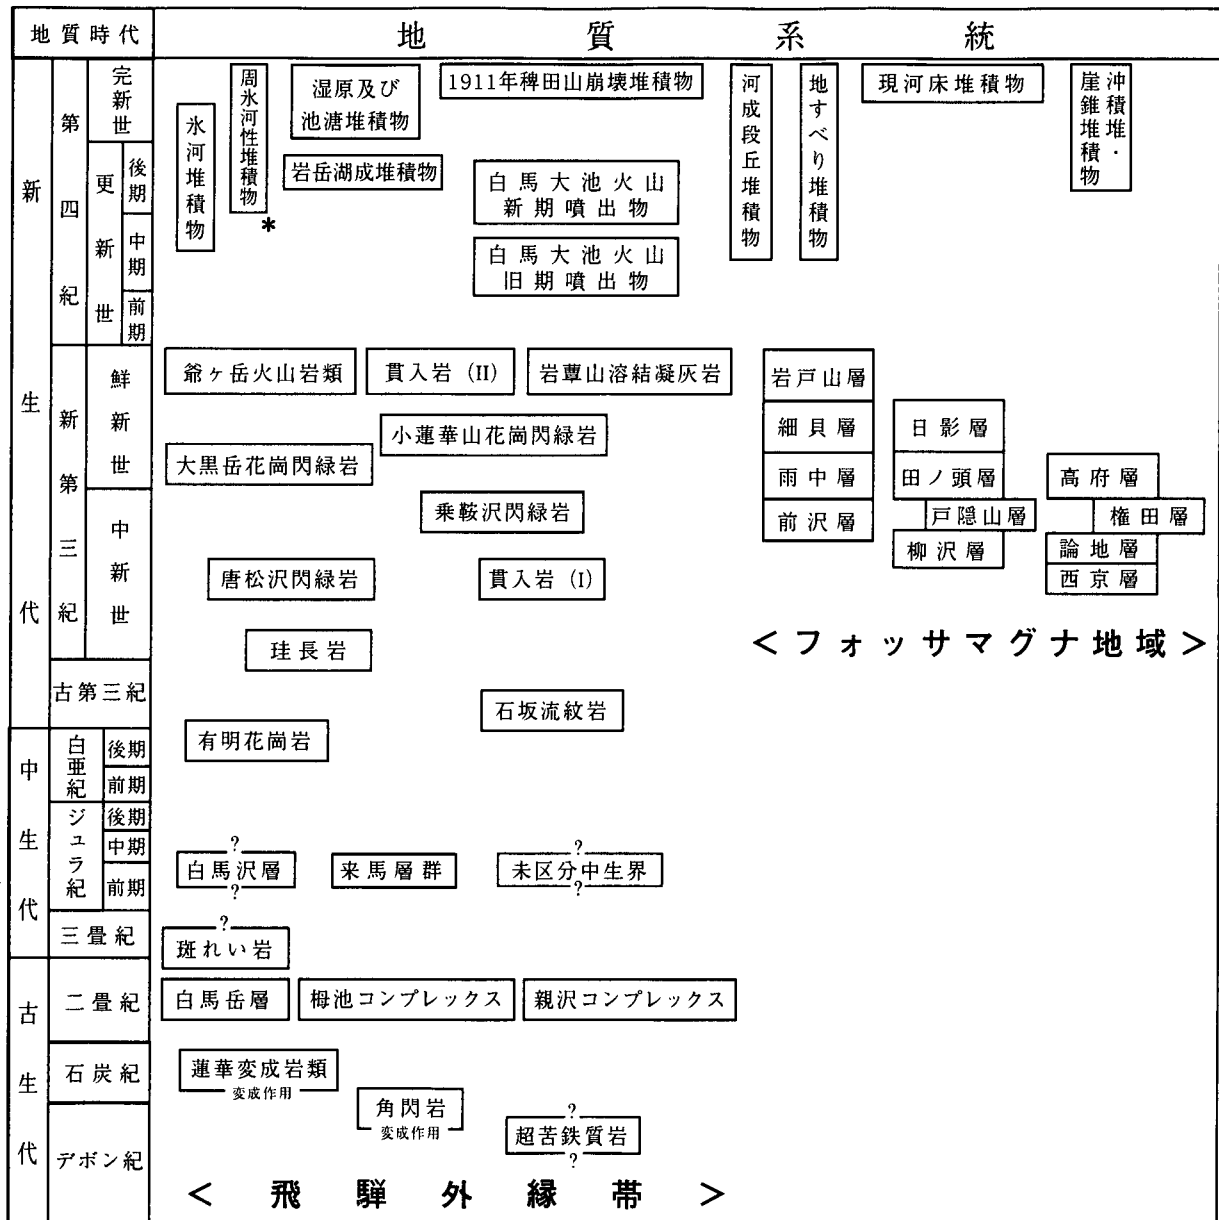 地質時代
地質系統
新生代
第四紀
完新世
更新世
後期
中期
前期
氷河堆積物
周氷河性堆積物
*
湿原及び
池溏堆積物
岩岳湖成堆積物
1911年稗田山崩壊堆積物
白馬大池火山
新期噴出物
白馬大池火山
旧期噴出物
河成段丘堆積物
地すべり堆積物
現河床堆積物
沖積堆・
崖錐堆積物
新第三紀
鮮新世
中新世
爺ヶ岳火山岩類
貫入岩 (II)
岩蕈山溶結凝灰岩
岩戸山層
小蓮華山花崗閃緑岩
細貝層
日影層
大黒岳花崗閃緑岩
雨中層
田ノ頭層
高府層
乗鞍沢閃緑岩
前沢層
戸隠山層
権田層
柳沢層
論地層
唐松沢閃緑岩
貫入岩 (I)
西京層
珪長岩
<フォッサマグナ地域>
古第三紀
石坂流紋岩
有明花崗岩
中生代
白亜紀
後期
前期
ジュラ紀
後期
中期
前期
?
白馬沢層
?
来馬層群
?
未区分中生界
?
三畳紀
?
斑れい岩
古生代
二畳紀
白馬岳層
栂池コンプレックス
親沢コンプレックス
石炭紀
蓮華変成岩類
変成作用
角閃岩
変成作用
?
超苦鉄質岩
?
デボン紀
<飛騨外縁帯>